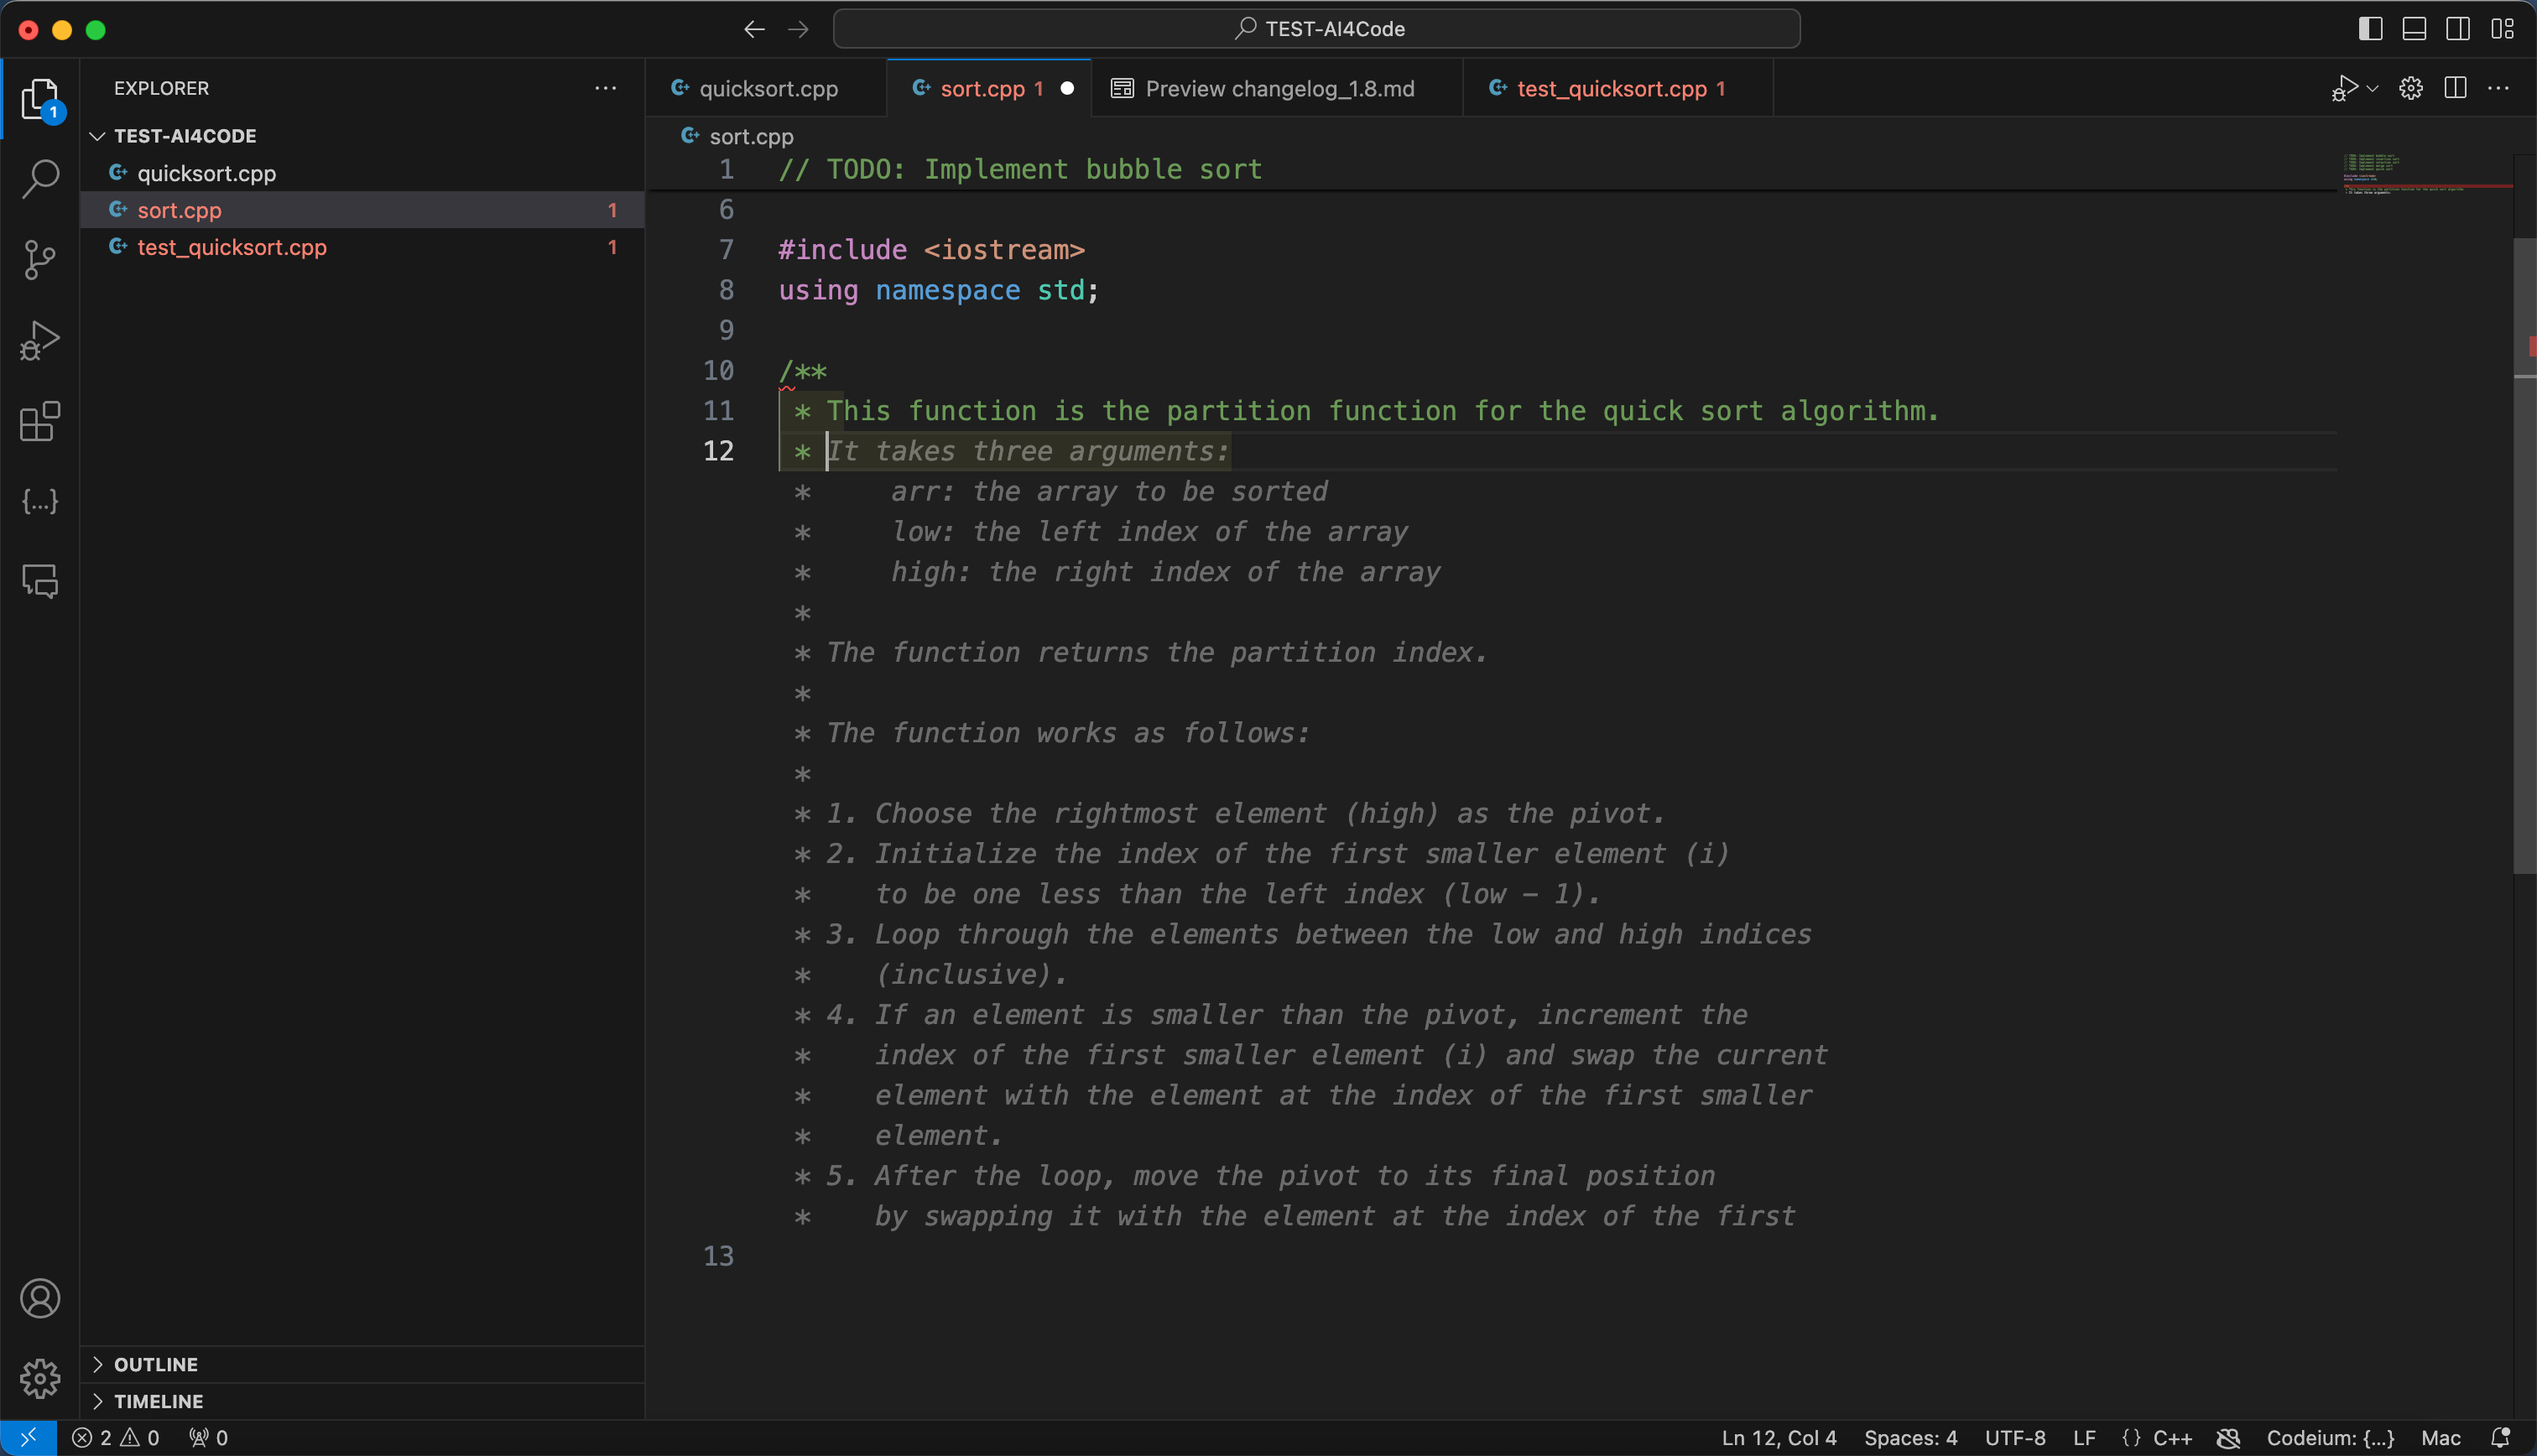 TEST-AI4Code
EXPLORER
quicksort.cpp
sort.cpp 1
Preview changelog_1.8.md
test_quicksort.cpp 1
1
TEST-AI4CODE
quicksort.cpp
sort.cpp 1
test_quicksort.cpp 1
sort.cpp
1 // TODO: Implement bubble sort
6
7 #include <iostream>
8 using namespace std;
9
10 /**
11 * This function is the partition function for the quick sort algorithm.
12 * It takes three arguments:
* arr: the array to be sorted
* low: the left index of the array
* high: the right index of the array
*
* The function returns the partition index.
*
* The function works as follows:
*
* 1. Choose the rightmost element (high) as the pivot.
* 2. Initialize the index of the first smaller element (i)
* to be one less than the left index (low - 1).
* 3. Loop through the elements between the low and high indices
* (inclusive).
* 4. If an element is smaller than the pivot, increment the
* index of the first smaller element (i) and swap the current
* element with the element at the index of the first smaller
* element.
* 5. After the loop, move the pivot to its final position
* by swapping it with the element at the index of the first
13
OUTLINE
TIMELINE
2 0 0
Ln 12, Col 4
Spaces: 4
UTF-8
LF
{} C++
Codeium: {...}
Mac